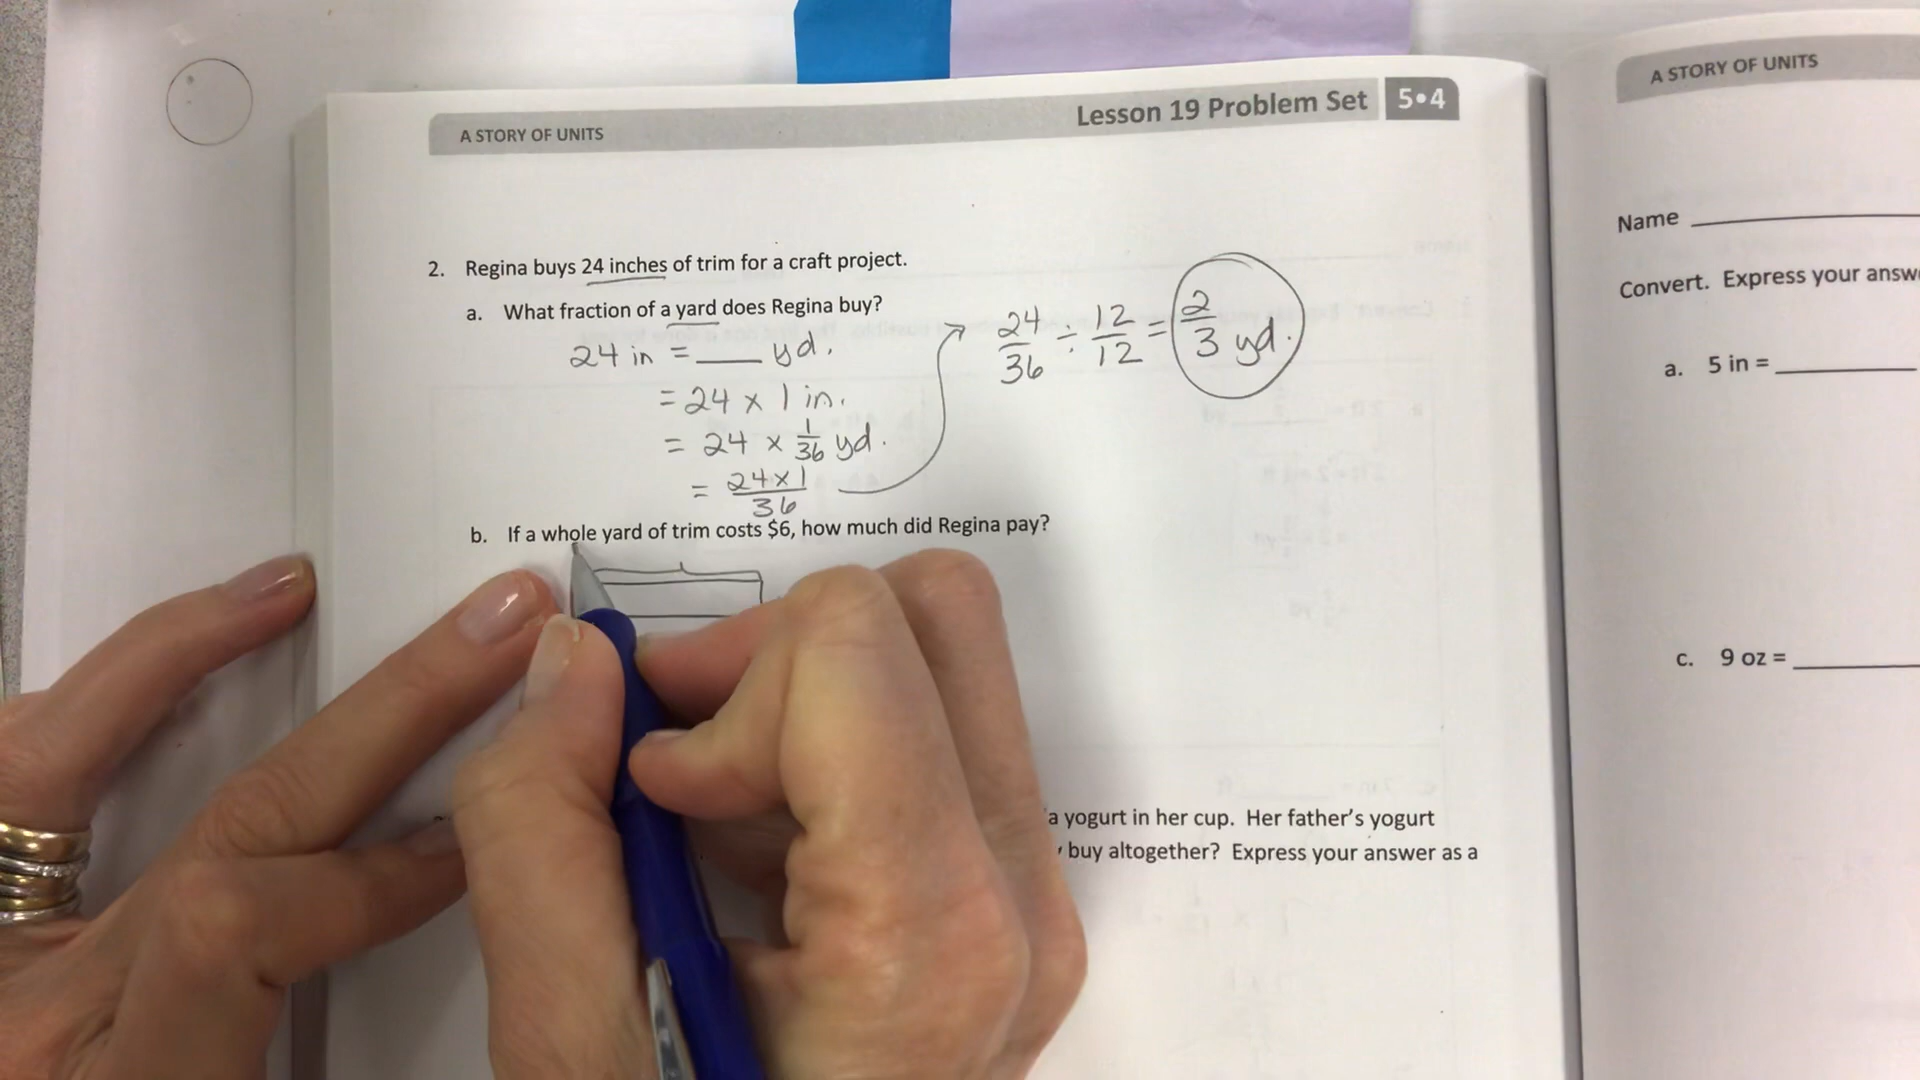 A STORY OF UNITS
Lesson 19 Problem Set 5•4
2. Regina buys 24 inches of trim for a craft project.
a. What fraction of a yard does Regina buy?
24 in = ____ yd.
= 24 x 1 in.
= 24 x 1/36 yd.
= 24x1/36
24/36 ÷ 12/12 = 2/3 yd.
b. If a whole yard of trim costs $6, how much did Regina pay?
a yogurt in her cup. Her father's yogurt
buy altogether? Express your answer as a
A STORY OF UNITS
Name
Convert. Express your answ
a. 5 in = ____
c. 9 oz = ____